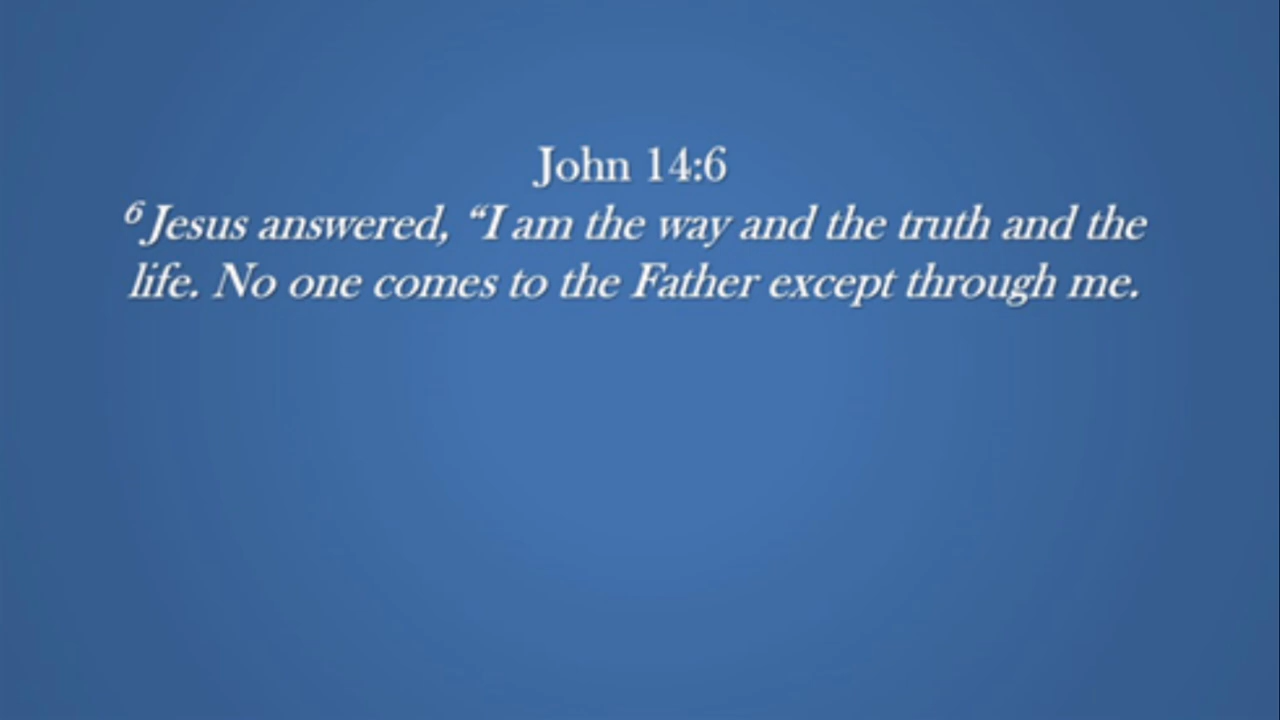 John 14:6
⁶ Jesus answered, “I am the way and the truth and the
life. No one comes to the Father except through me.